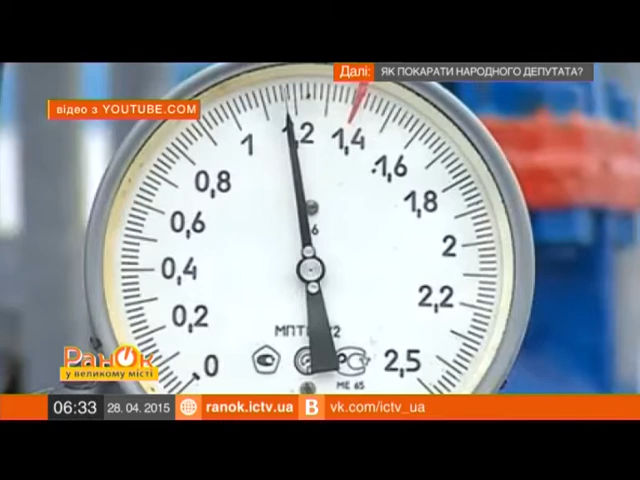 Далі: ЯК ПОКАРАТИ НАРОДНОГО ДЕПУТАТА?
відео з YOUTUBE.COM
0
0,2
0,4
0,6
0,8
1
1,2
1,4
1,6
1,8
2
2,2
2,5
МЕ 65
РанОк
у великому місті
06:33 28. 04. 2015 ranok.ictv.ua B vk.com/ictv_ua